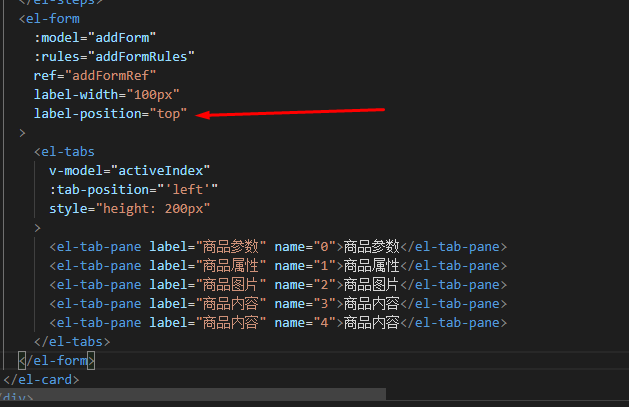 </el-steps>
<el-form
:model="addForm"
:rules="addFormRules"
ref="addFormRef"
label-width="100px"
label-position="top"
>
<el-tabs
v-model="activeIndex"
:tab-position="'left'"
style="height: 200px"
>
<el-tab-pane label="商品参数" name="0">商品参数</el-tab-pane>
<el-tab-pane label="商品属性" name="1">商品属性</el-tab-pane>
<el-tab-pane label="商品图片" name="2">商品图片</el-tab-pane>
<el-tab-pane label="商品内容" name="3">商品内容</el-tab-pane>
<el-tab-pane label="商品内容" name="4">商品内容</el-tab-pane>
</el-tabs>
</el-form>
</el-card>
</div>